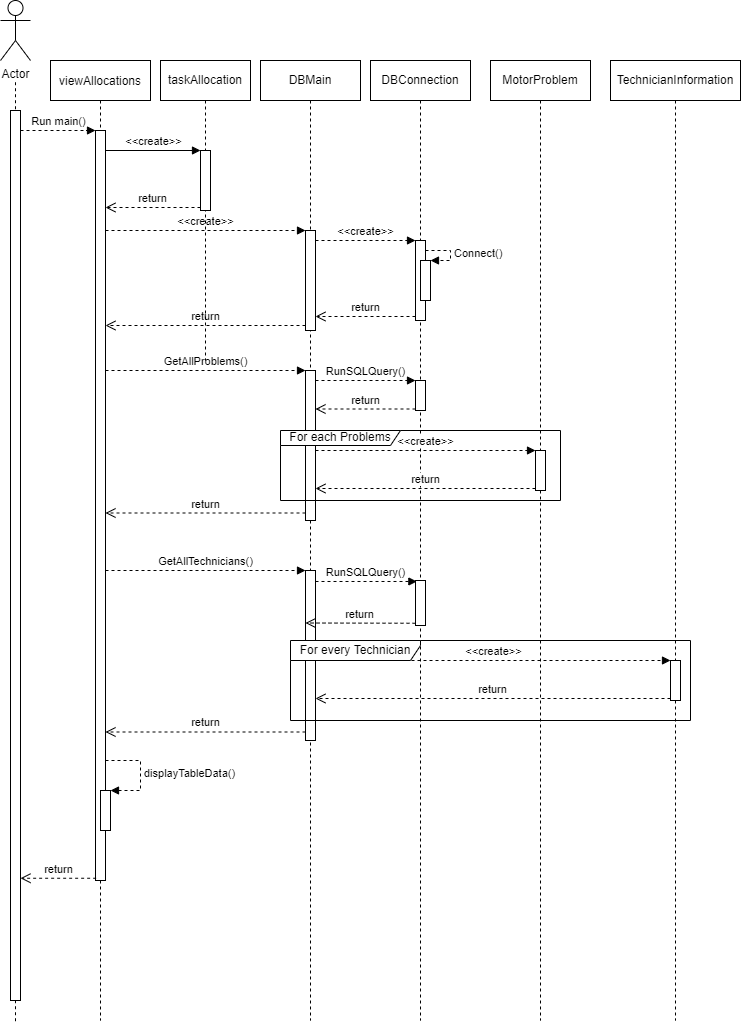 Actor
viewAllocations
taskAllocation
DBMain
DBConnection
MotorProblem
TechnicianInformation
Run main()
<<create>>
return
<<create>>
<<create>>
Connect()
return
return
GetAllProblems()
RunSQLQuery()
return
For each Problems
<<create>>
return
return
GetAllTechnicians()
RunSQLQuery()
return
For every Technician
<<create>>
return
return
displayTableData()
return